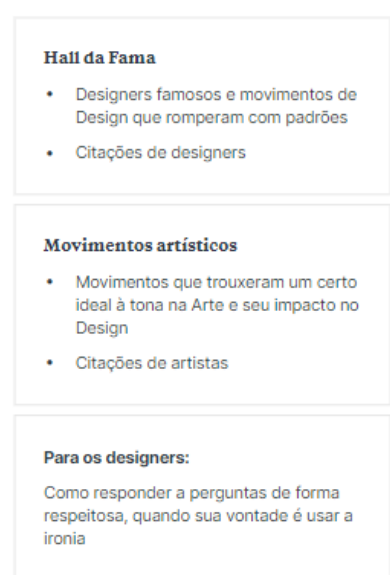 Hall da Fama
• Designers famosos e movimentos de
Design que romperam com padrões
• Citações de designers
Movimentos artísticos
• Movimentos que trouxeram um certo
ideal à tona na Arte e seu impacto no
Design
• Citações de artistas
Para os designers:
Como responder a perguntas de forma
respeitosa, quando sua vontade é usar a
ironia